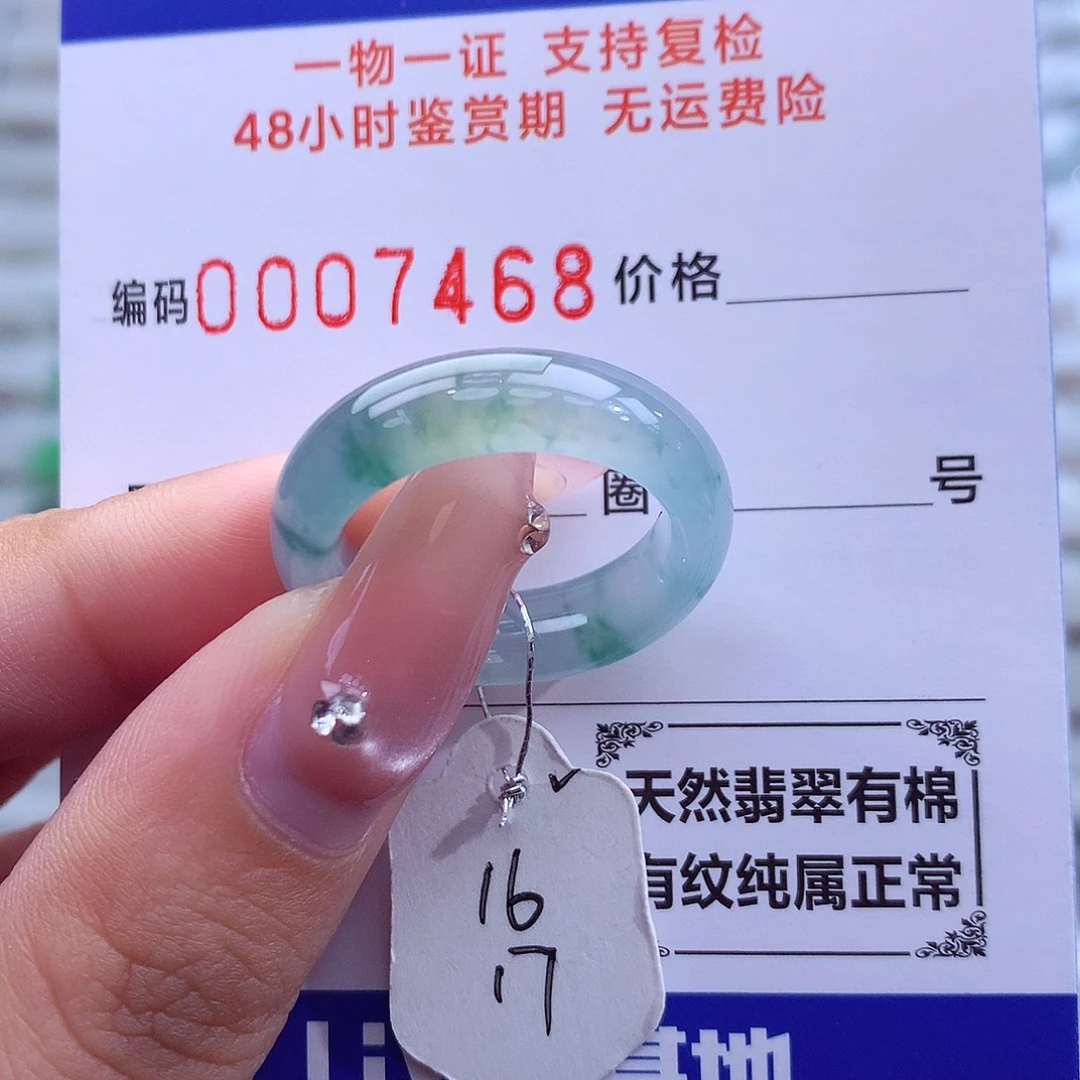 一物一证 支持复检
48小时鉴赏期 无运费险
编码0007468 价格
圈 号
天然翡翠有棉
有纹纯属正常
16
17
基地